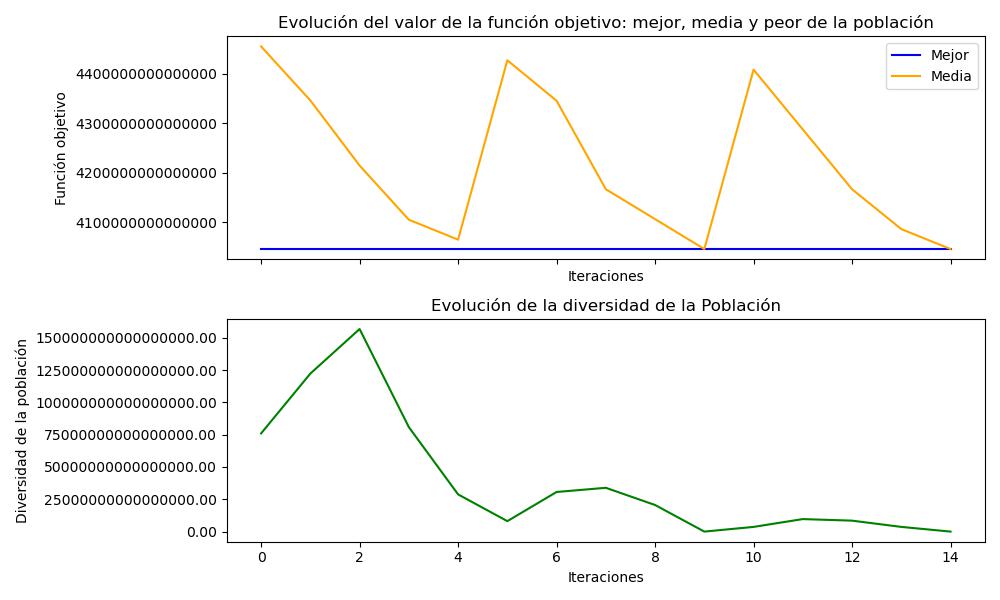 Evolución del valor de la función objetivo: mejor, media y peor de la población
Mejor
Media
4400000000000000
4300000000000000
4200000000000000
4100000000000000
Función objetivo
Iteraciones
Evolución de la diversidad de la Población
150000000000000000.00
125000000000000000.00
100000000000000000.00
75000000000000000.00
50000000000000000.00
25000000000000000.00
0.00
Diversidad de la población
0 2 4 6 8 10 12 14
Iteraciones